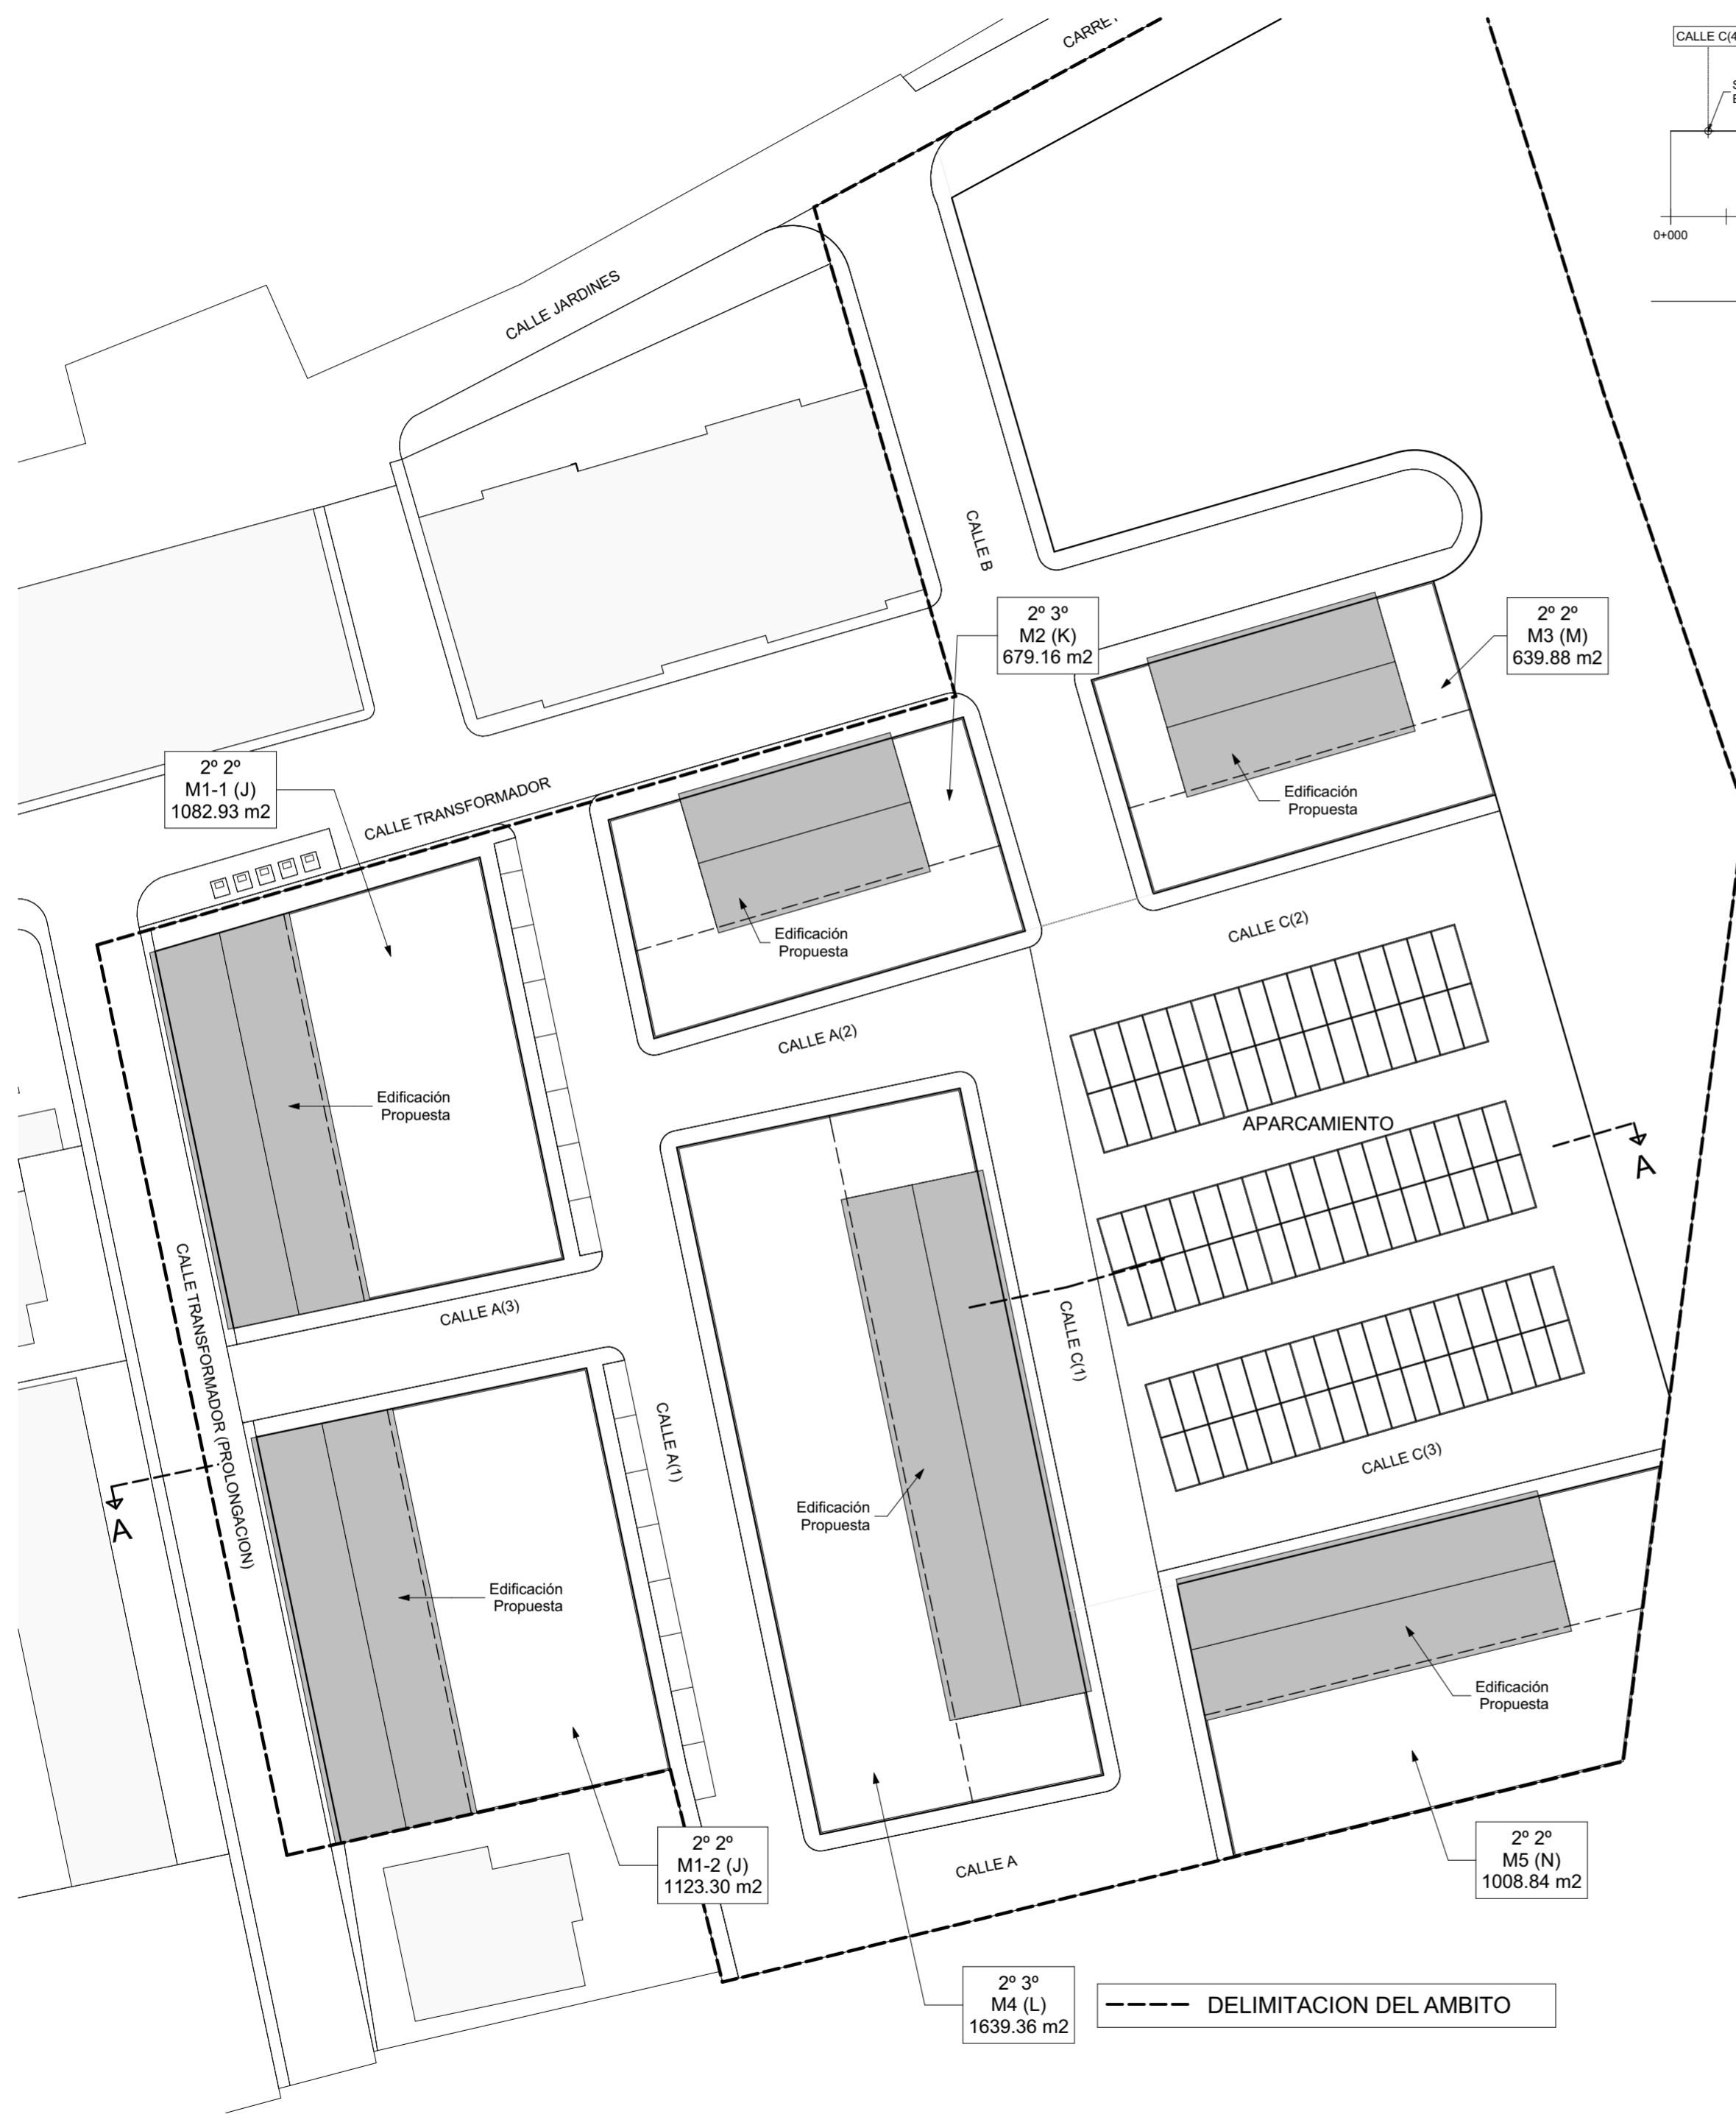 CALLE C(4
0+000
CALLE JARDINES
CALLE B
2º 3º
M2 (K)
679.16 m2
2º 2º
M3 (M)
639.88 m2
2º 2º
M1-1 (J)
1082.93 m2
CALLE TRANSFORMADOR
Edificación
Propuesta
Edificación
Propuesta
CALLE C(2)
CALLE A(2)
Edificación
Propuesta
APARCAMIENTO
A
CALLE TRANSFORMADOR (PROLONGACION)
CALLE A(3)
CALLE C(1)
CALLE A(1)
CALLE C(3)
A
Edificación
Propuesta
Edificación
Propuesta
Edificación
Propuesta
2º 2º
M1-2 (J)
1123.30 m2
CALLE A
2º 2º
M5 (N)
1008.84 m2
2º 3º
M4 (L)
1639.36 m2
DELIMITACION DEL AMBITO